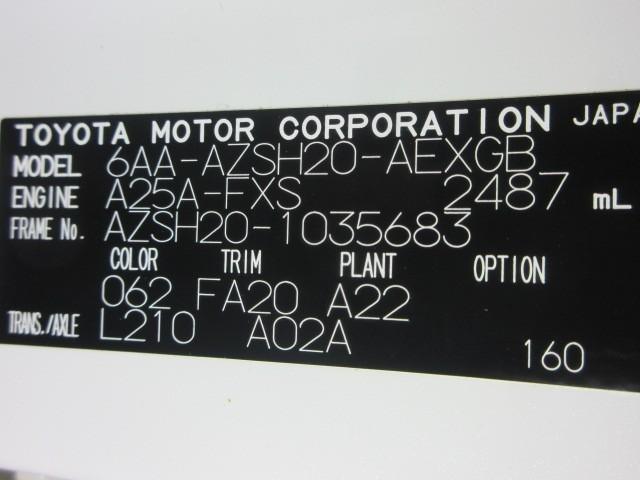 TOYOTA MOTOR CORPORATION JAPA
MODEL 6AA-AZSH20-AEXGB
ENGINE A25A-FXS 2487 mL
FRAME No. AZSH20-1035683
COLOR TRIM PLANT OPTION
062 FA20 A22
TRANS./AXLE L210 A02A
160